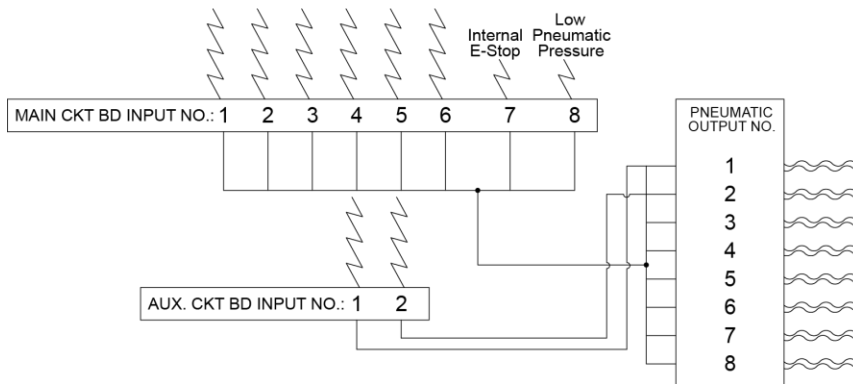 Internal
E-Stop
Low
Pneumatic
Pressure
MAIN CKT BD INPUT NO.: 1 2 3 4 5 6 7 8
PNEUMATIC
OUTPUT NO.
1
2
3
4
5
6
7
8
AUX. CKT BD INPUT NO.: 1 2